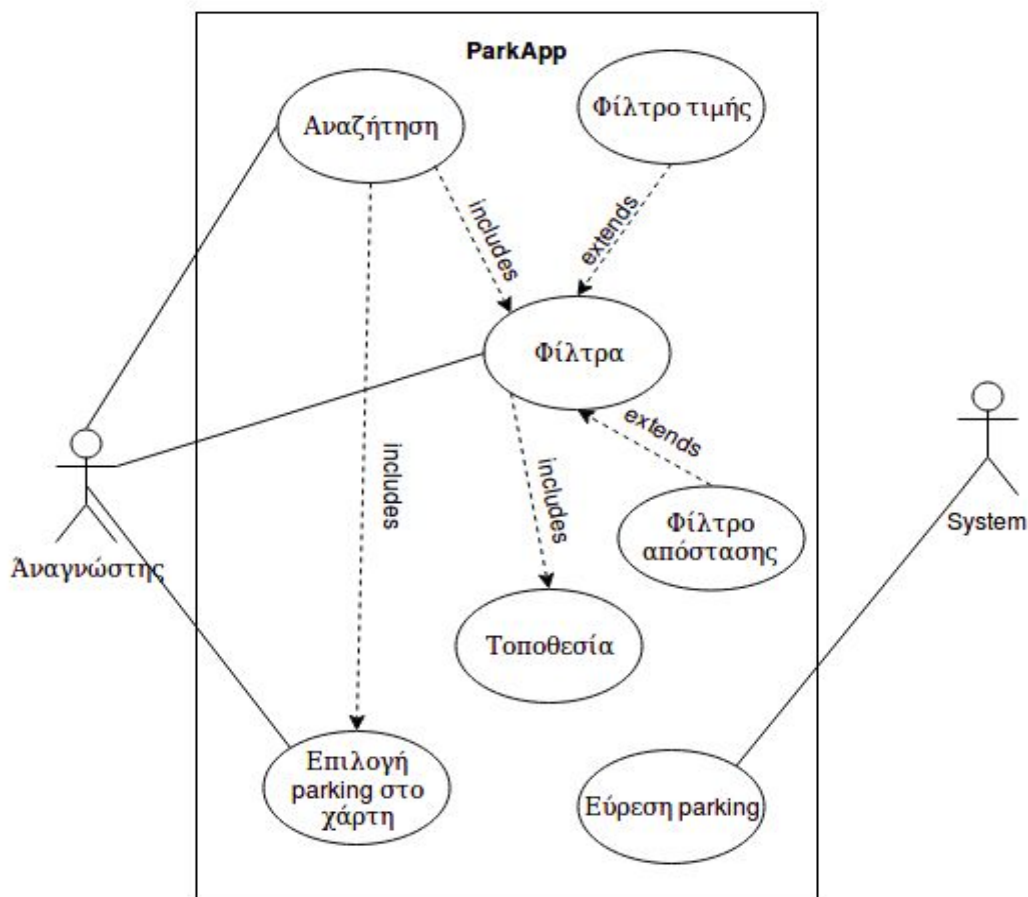 ParkApp
Αναζήτηση
Φίλτρο τιμής
includes
extends
Φίλτρα
extends
includes
includes
Φίλτρο
απόστασης
System
Άναγνώστης
Τοποθεσία
Επιλογή
parking στο
χάρτη
Εύρεση parking